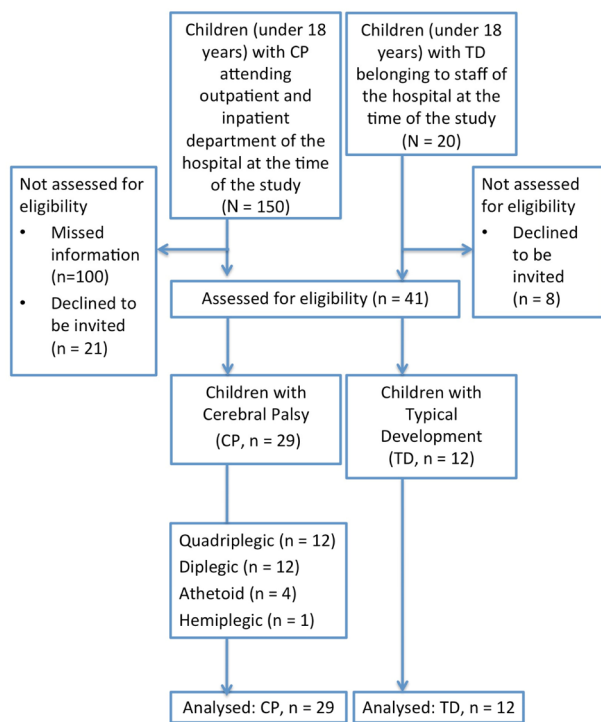 Children (under 18
years) with CP
attending
outpatient and
inpatient
department of the
hospital at the time
of the study
(N = 150)
Children (under 18
years) with TD
belonging to staff of
the hospital at the
time of the study
(N = 20)
Not assessed for
eligibility
• Missed
information
(n=100)
• Declined to
be invited
(n = 21)
Not assessed
for eligibility
• Declined
to be
invited
(n = 8)
Assessed for eligibility (n = 41)
Children with
Cerebral Palsy
(CP, n = 29)
Children with
Typical
Development
(TD, n = 12)
Quadriplegic (n = 12)
Diplegic (n = 12)
Athetoid (n = 4)
Hemiplegic (n = 1)
Analysed: CP, n = 29
Analysed: TD, n = 12